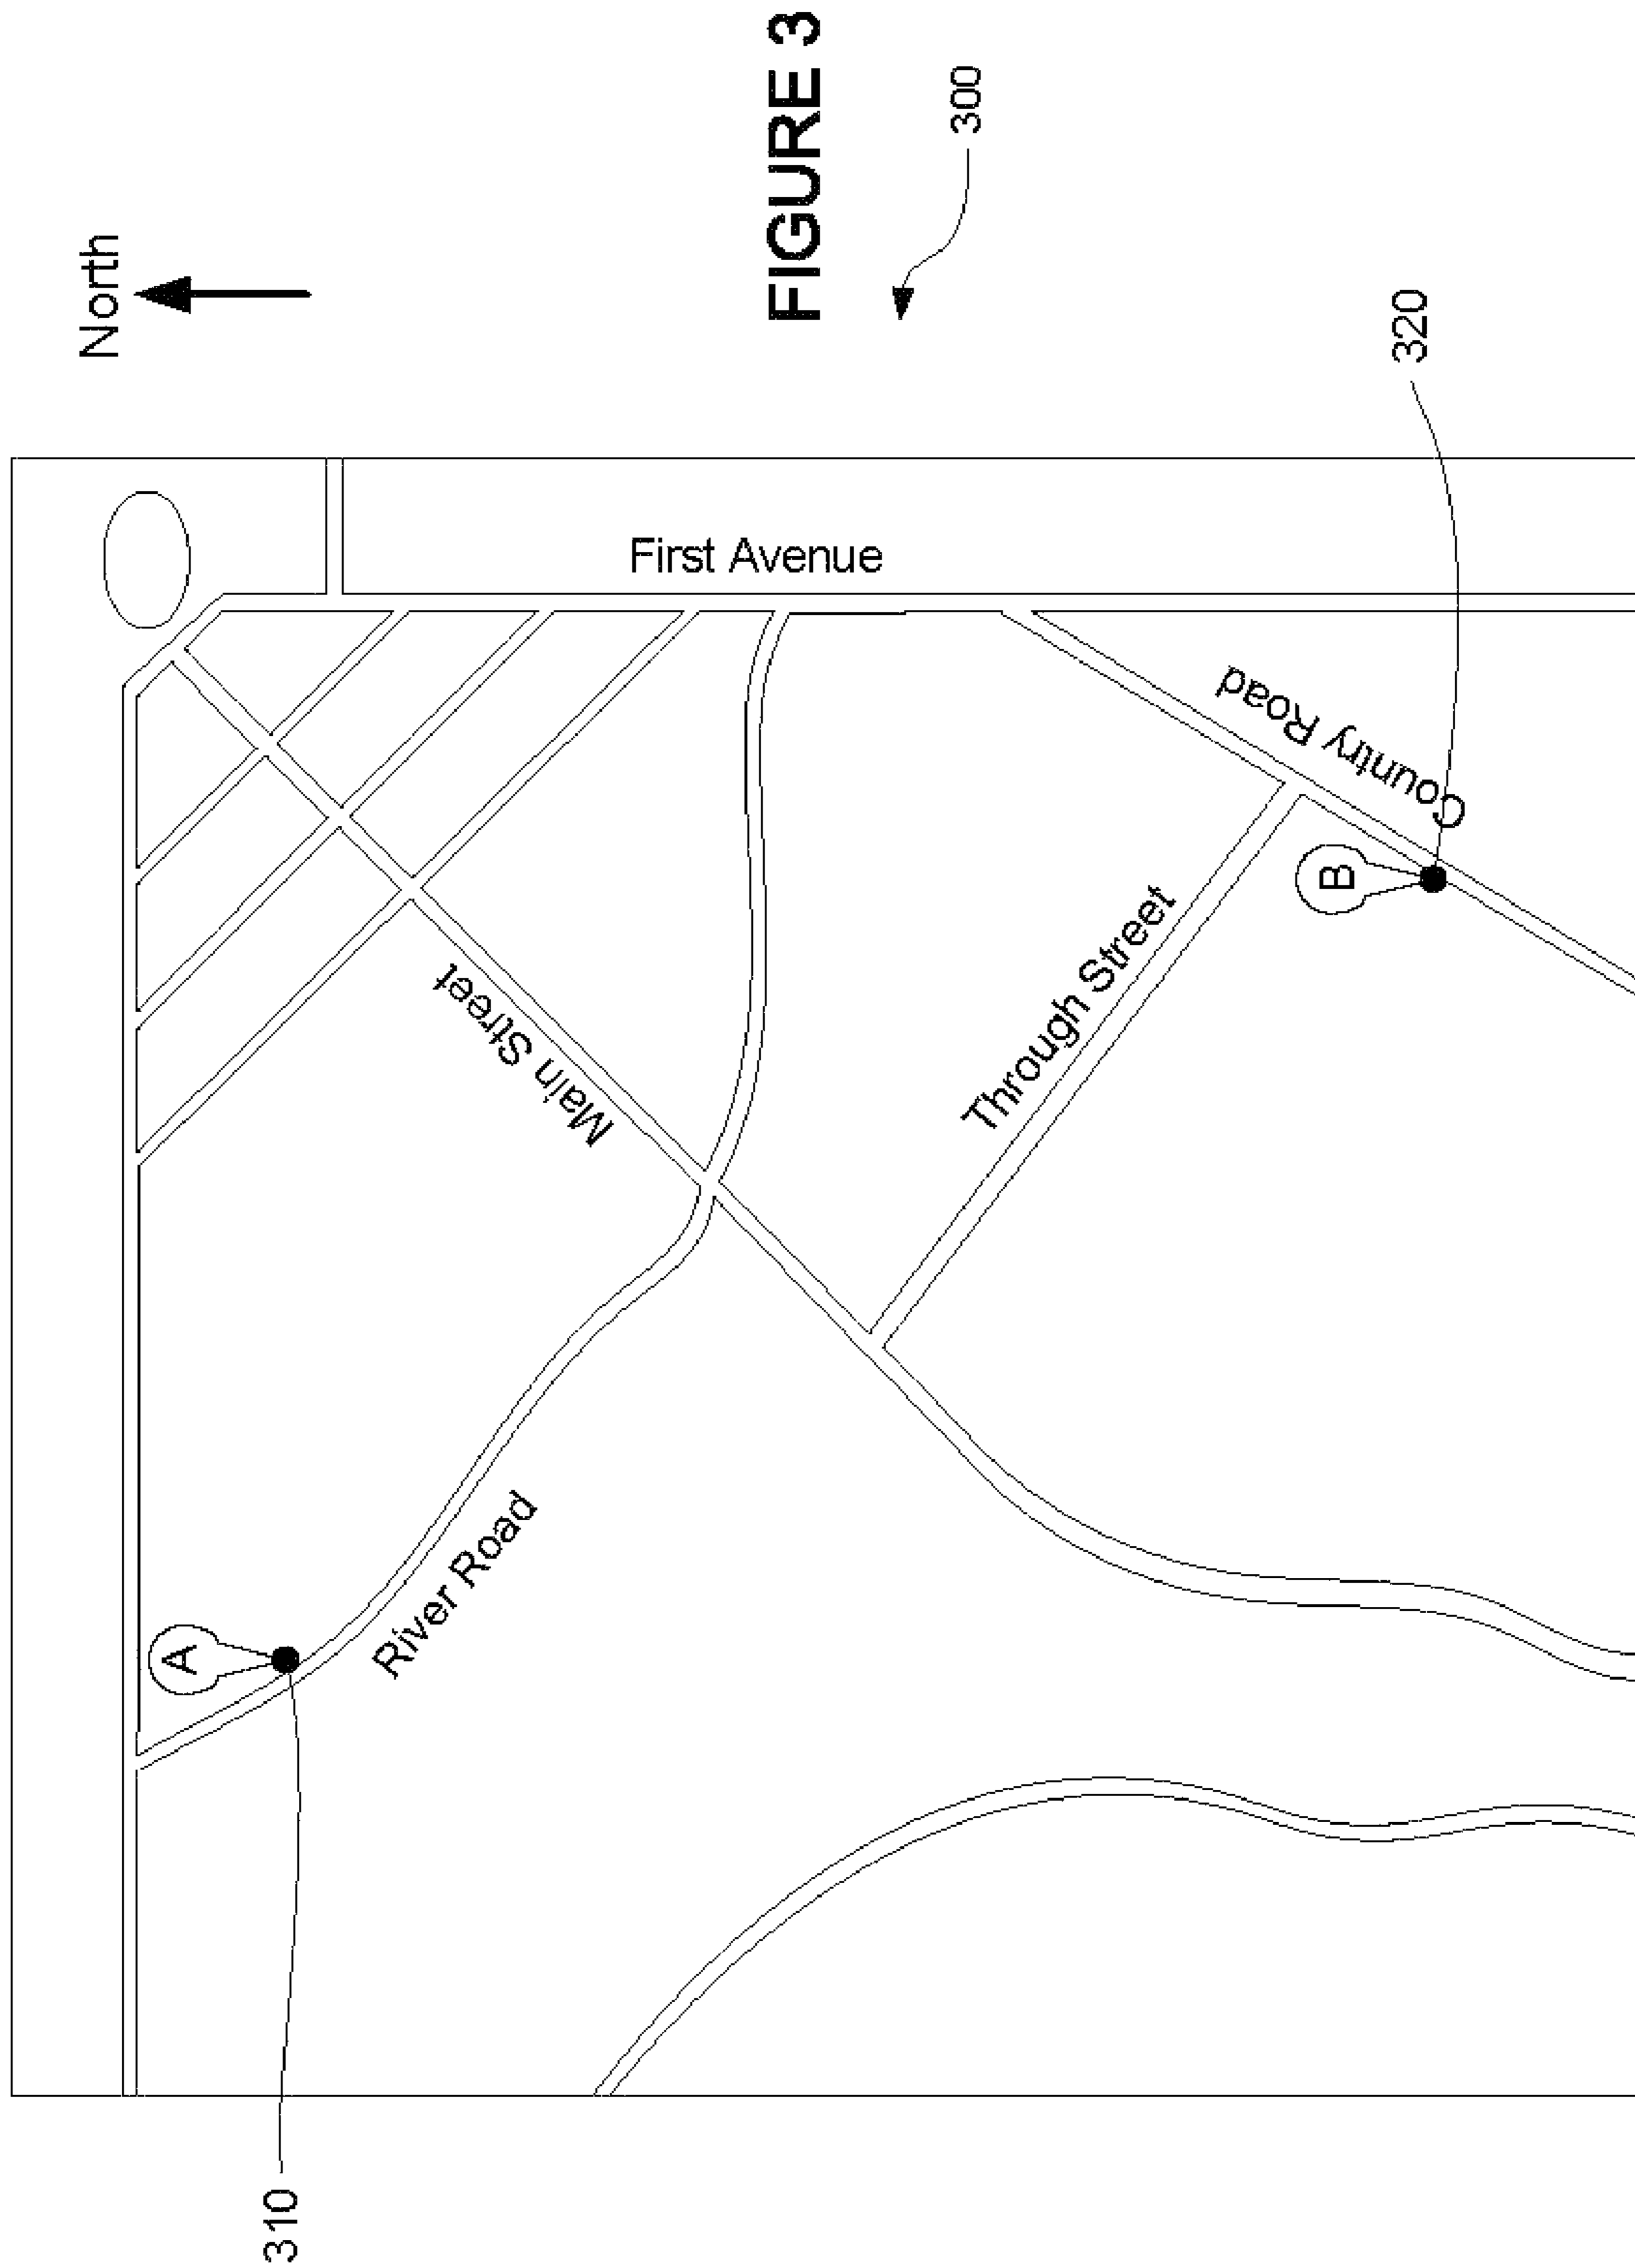 North
FIGURE 3
300
First Avenue
Country Road
320
B
Main Street
Through Street
River Road
A
310